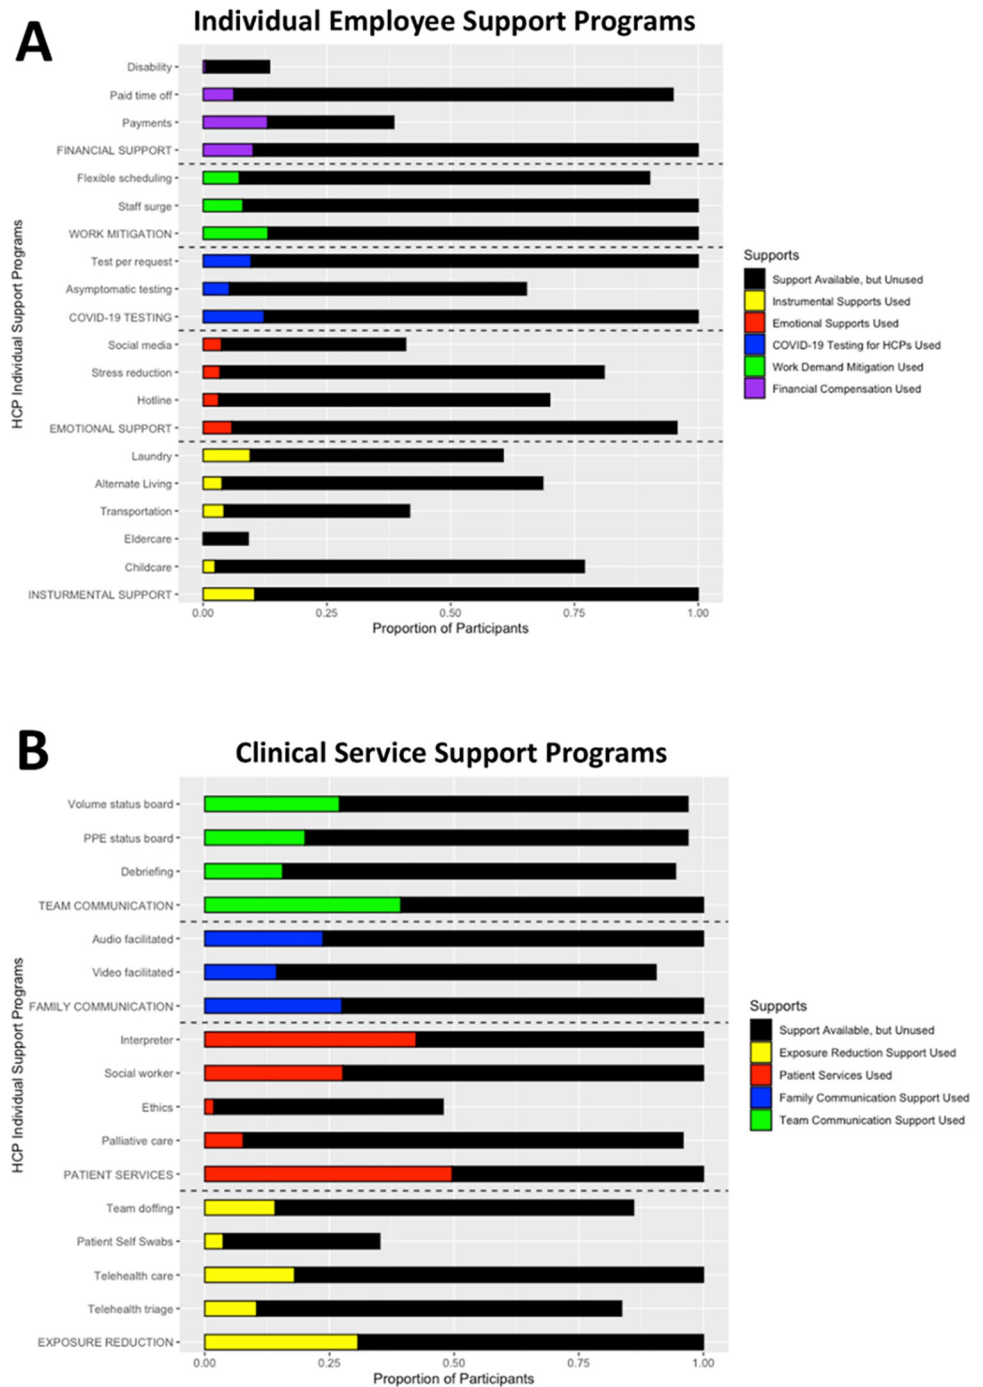 A
Individual Employee Support Programs
HCP Individual Support Programs
Disability
Paid time off
Payments
FINANCIAL SUPPORT
Flexible scheduling
Staff surge
WORK MITIGATION
Test per request
Asymptomatic testing
COVID-19 TESTING
Social media
Stress reduction
Hotline
EMOTIONAL SUPPORT
Laundry
Alternate Living
Transportation
Eldercare
Childcare
INSTURMENTAL SUPPORT
0.00 0.25 0.50 0.75 1.00
Proportion of Participants
Supports
Support Available, but Unused
Instrumental Supports Used
Emotional Supports Used
COVID-19 Testing for HCPs Used
Work Demand Mitigation Used
Financial Compensation Used
B
Clinical Service Support Programs
HCP Individual Support Programs
Volume status board
PPE status board
Debriefing
TEAM COMMUNICATION
Audio facilitated
Video facilitated
FAMILY COMMUNICATION
Interpreter
Social worker
Ethics
Palliative care
PATIENT SERVICES
Team doffing
Patient Self Swabs
Telehealth care
Telehealth triage
EXPOSURE REDUCTION
0.00 0.25 0.50 0.75 1.00
Proportion of Participants
Supports
Support Available, but Unused
Exposure Reduction Support Used
Patient Services Used
Family Communication Support Used
Team Communication Support Used